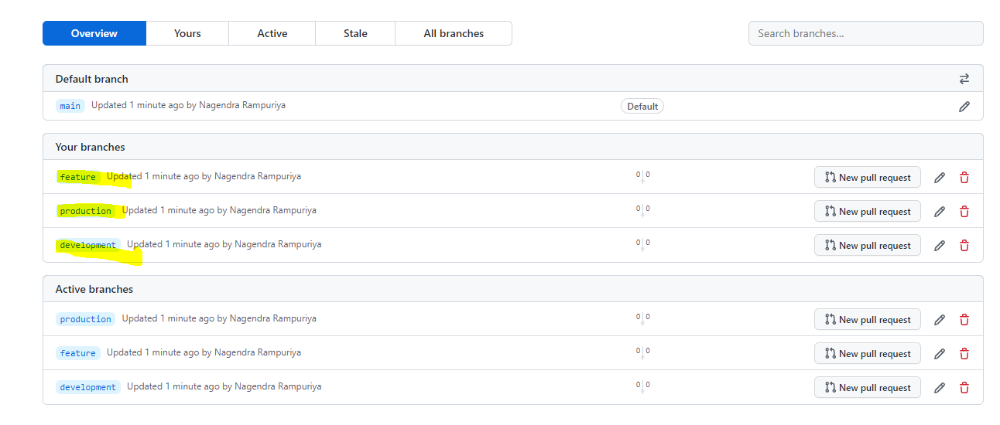 Overview Yours Active Stale All branches Search branches...
Default branch
main Updated 1 minute ago by Nagendra Rampuriya Default
Your branches
feature Updated 1 minute ago by Nagendra Rampuriya 0 0 New pull request
production Updated 1 minute ago by Nagendra Rampuriya 0 0 New pull request
development Updated 1 minute ago by Nagendra Rampuriya 0 0 New pull request
Active branches
production Updated 1 minute ago by Nagendra Rampuriya 0 0 New pull request
feature Updated 1 minute ago by Nagendra Rampuriya 0 0 New pull request
development Updated 1 minute ago by Nagendra Rampuriya 0 0 New pull request